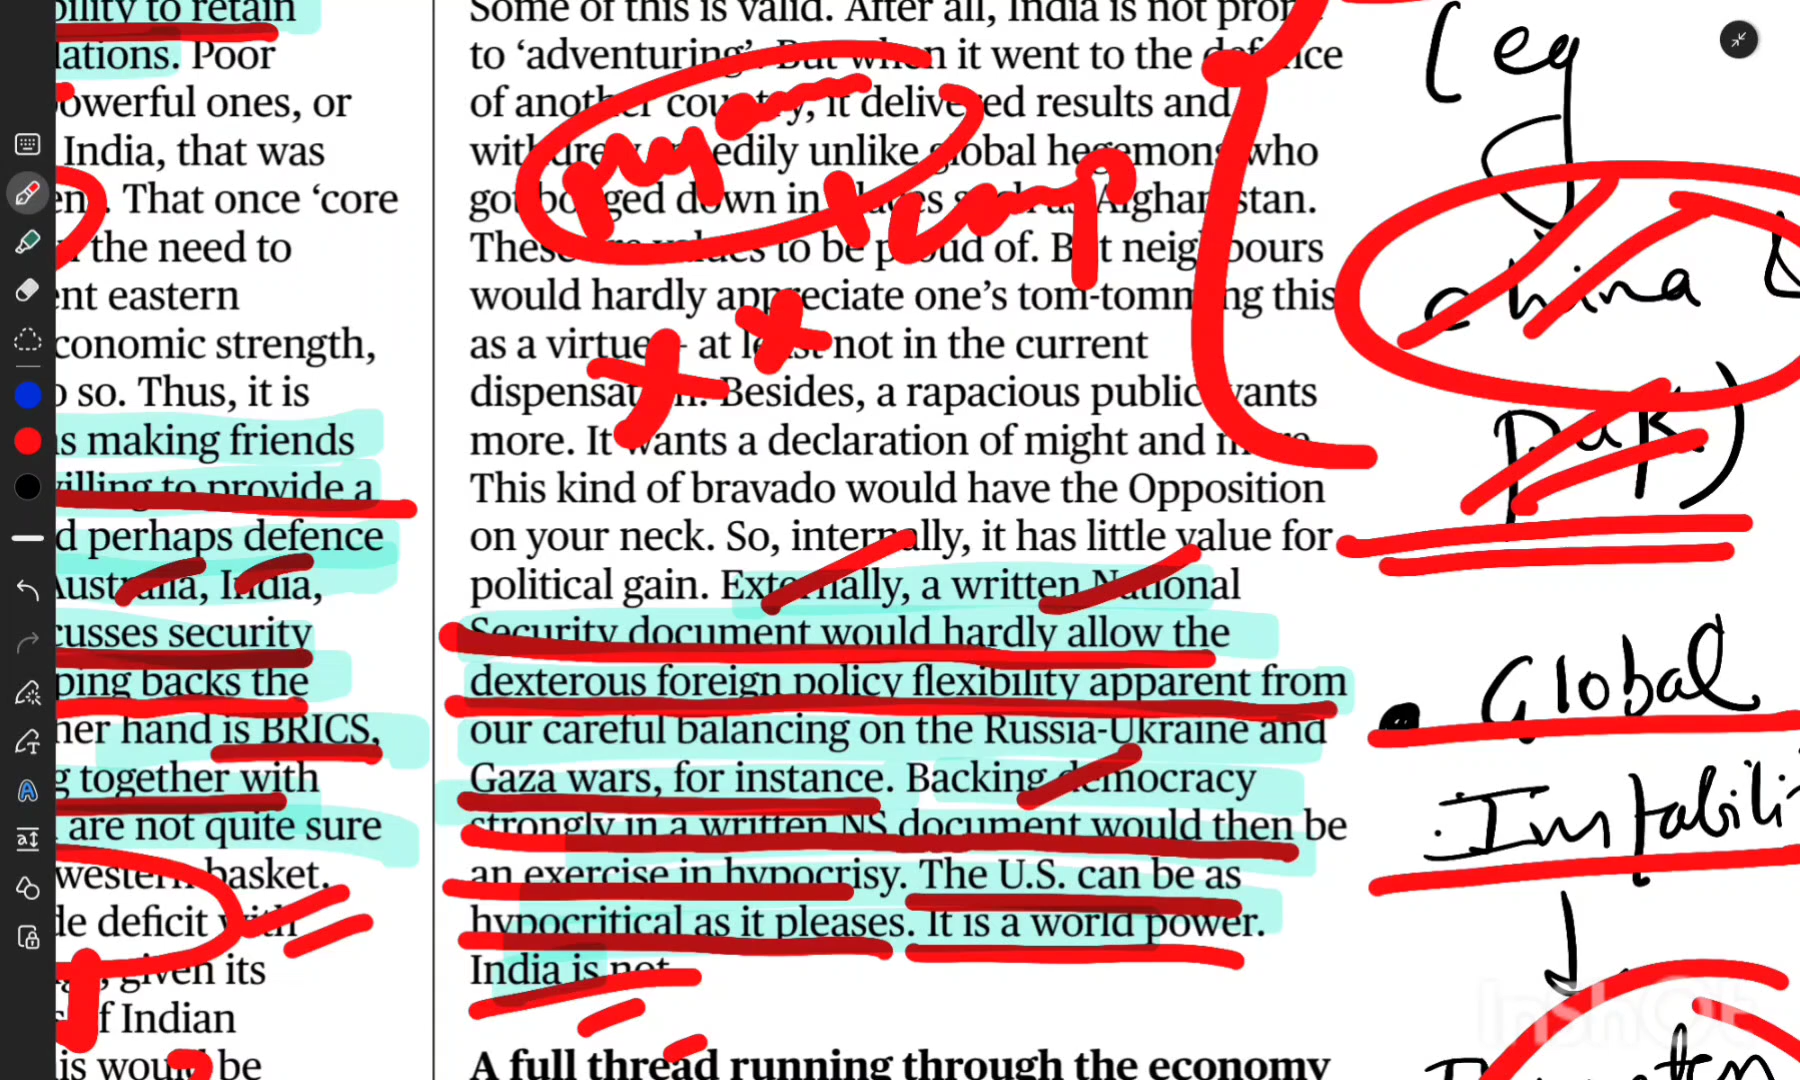 bility to retain
lations. Poor
powerful ones, or
India, that was
en. That once ‘core
the need to
ent eastern
conomic strength,
o so. Thus, it is
s making friends
villing to provide a
d perhaps defence
Australia, India,
cusses security
ping backs the
her hand is BRICS,
g together with
are not quite sure
western basket.
de deficit with
given its
f Indian
is would be
Some of this is valid. After all, India is not prone
to ‘adventuring’. But when it went to the defence
of another country, it delivered results and
withdrew speedily unlike global hegemons who
got bogged down in places such as Afghanistan.
These are values to be proud of. But neighbours
would hardly appreciate one’s tom-tomming this
as a virtue – at least not in the current
dispensation. Besides, a rapacious public wants
more. It wants a declaration of might and more.
This kind of bravado would have the Opposition
on your neck. So, internally, it has little value for
political gain. Externally, a written National
Security document would hardly allow the
dexterous foreign policy flexibility apparent from
our careful balancing on the Russia-Ukraine and
Gaza wars, for instance. Backing democracy
strongly in a written NS document would then be
an exercise in hypocrisy. The U.S. can be as
hypocritical as it pleases. It is a world power.
India is not.
A full thread running through the economy
(eg
China &
Pak)
Global
Instabili
InShOt